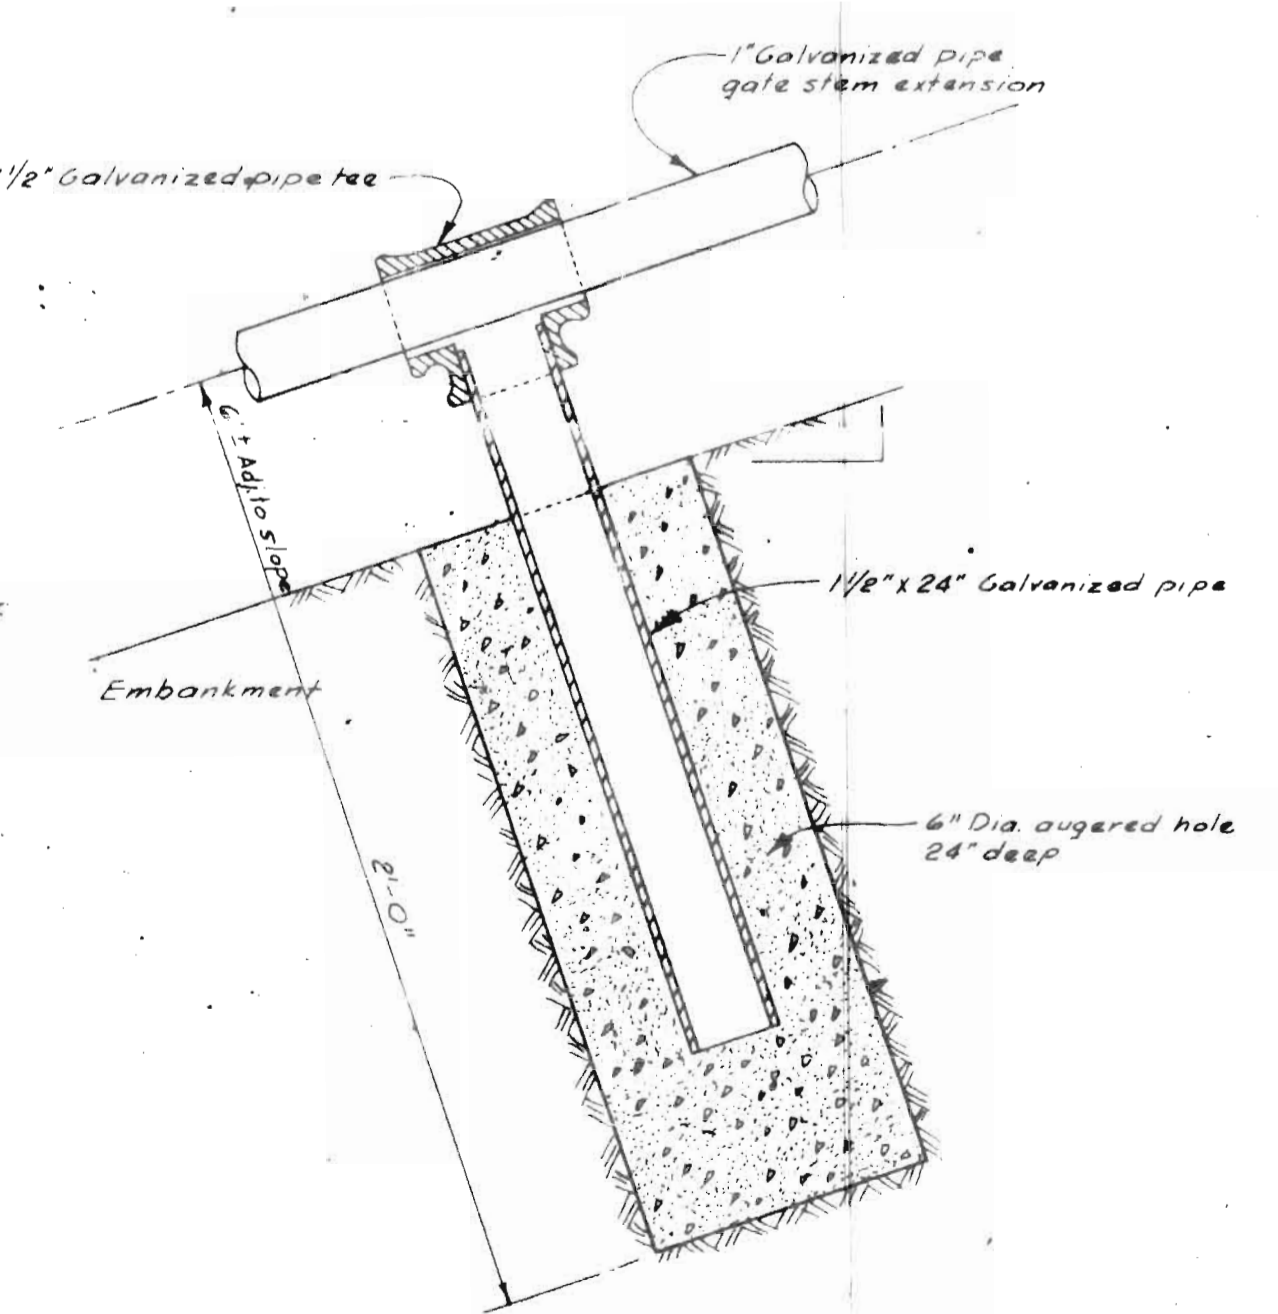 1" Galvanized pipe
gate stem extension
1/2" Galvanized pipe tee
6' ± Adj. to slope
Embankment
1 1/2" X 24" Galvanized pipe
6" Dia. augered hole
24" deep
2'-0"